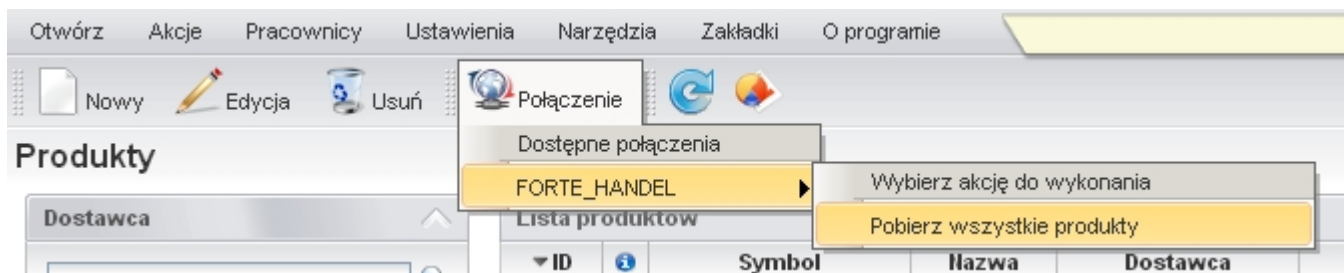 Otwórz Akcje Pracownicy Ustawienia Narzędzia Zakładki O programie
Nowy Edycja Usuń Połączenie
Dostępne połączenia
Produkty
FORTE_HANDEL Wybierz akcję do wykonania
Dostawca Lista produktów Pobierz wszystkie produkty
ID Symbol Nazwa Dostawca